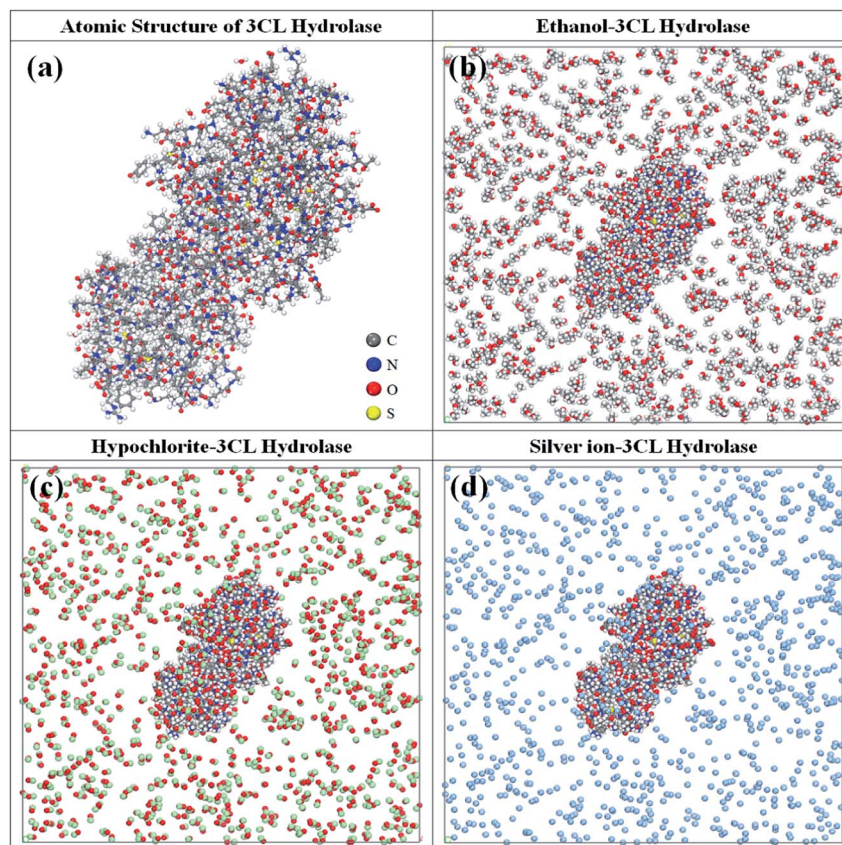 Atomic Structure of 3CL Hydrolase
Ethanol-3CL Hydrolase
(a)
(b)
C
N
O
S
Hypochlorite-3CL Hydrolase
Silver ion-3CL Hydrolase
(c)
(d)